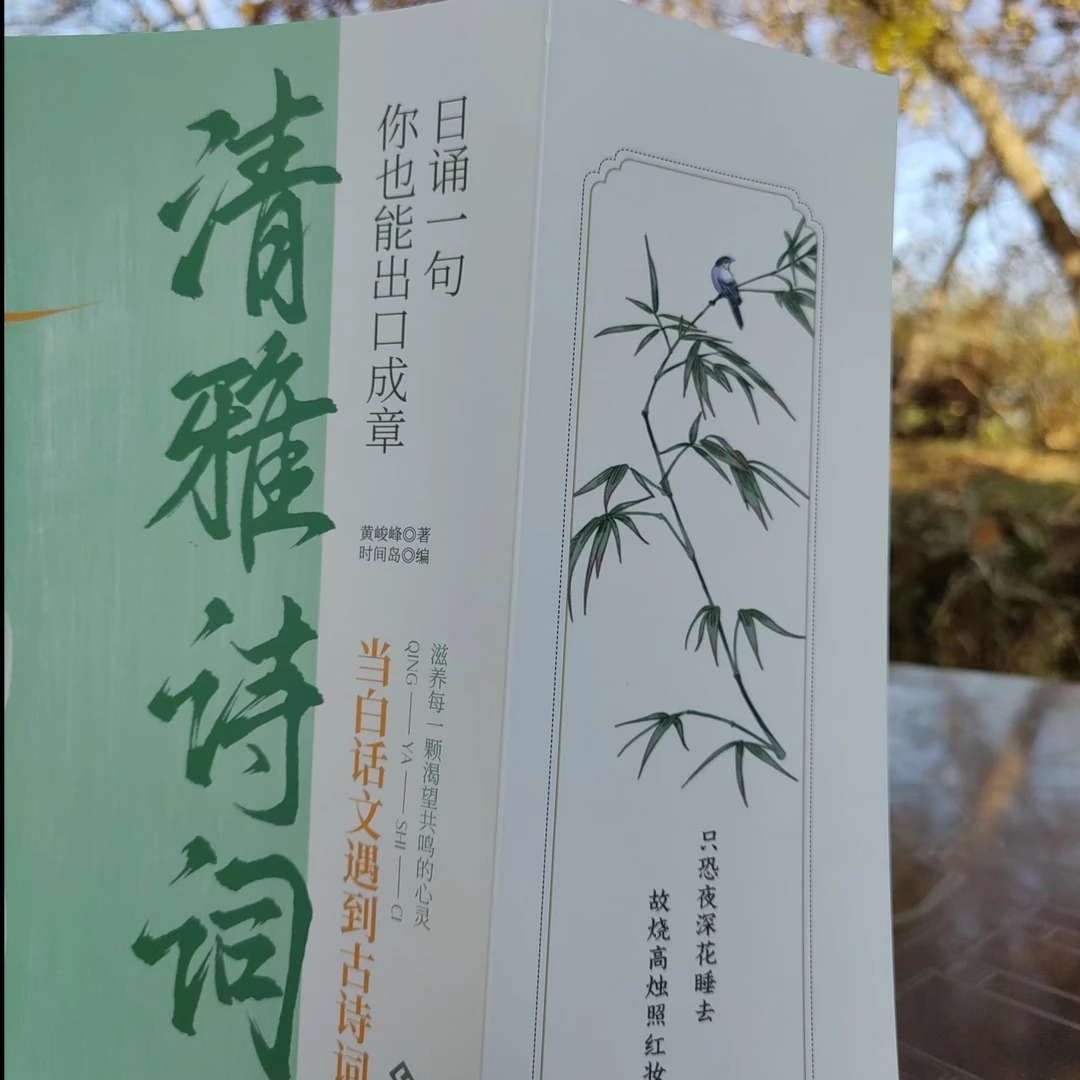 清雅诗词
日诵一句
你也能出口成章
黄峻峰◎著
时间岛◎编
滋养每一颗渴望共鸣的心灵
QING — YA — SHI — CI
当白话文遇到古诗词
只恐夜深花睡去
故烧高烛照红妆